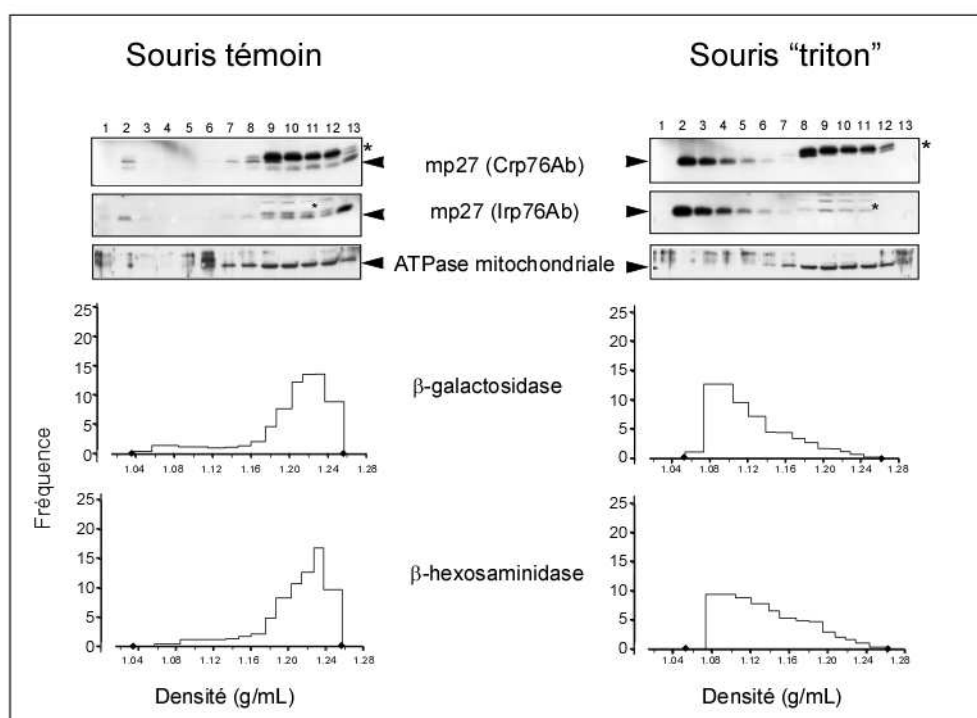 Souris témoin
Souris “triton”
1 2 3 4 5 6 7 8 9 10 11 12 13
1 2 3 4 5 6 7 8 9 10 11 12 13
*
mp27 (Crp76Ab)
*
*
mp27 (Irp76Ab)
*
ATPase mitochondriale
25
20
15
10
5
0
1.04 1.08 1.12 1.16 1.20 1.24 1.28
β-galactosidase
25
20
15
10
5
0
1.04 1.08 1.12 1.16 1.20 1.24 1.28
Fréquence
25
20
15
10
5
0
1.04 1.08 1.12 1.16 1.20 1.24 1.28
β-hexosaminidase
25
20
15
10
5
0
1.04 1.08 1.12 1.16 1.20 1.24 1.28
Densité (g/mL)
Densité (g/mL)